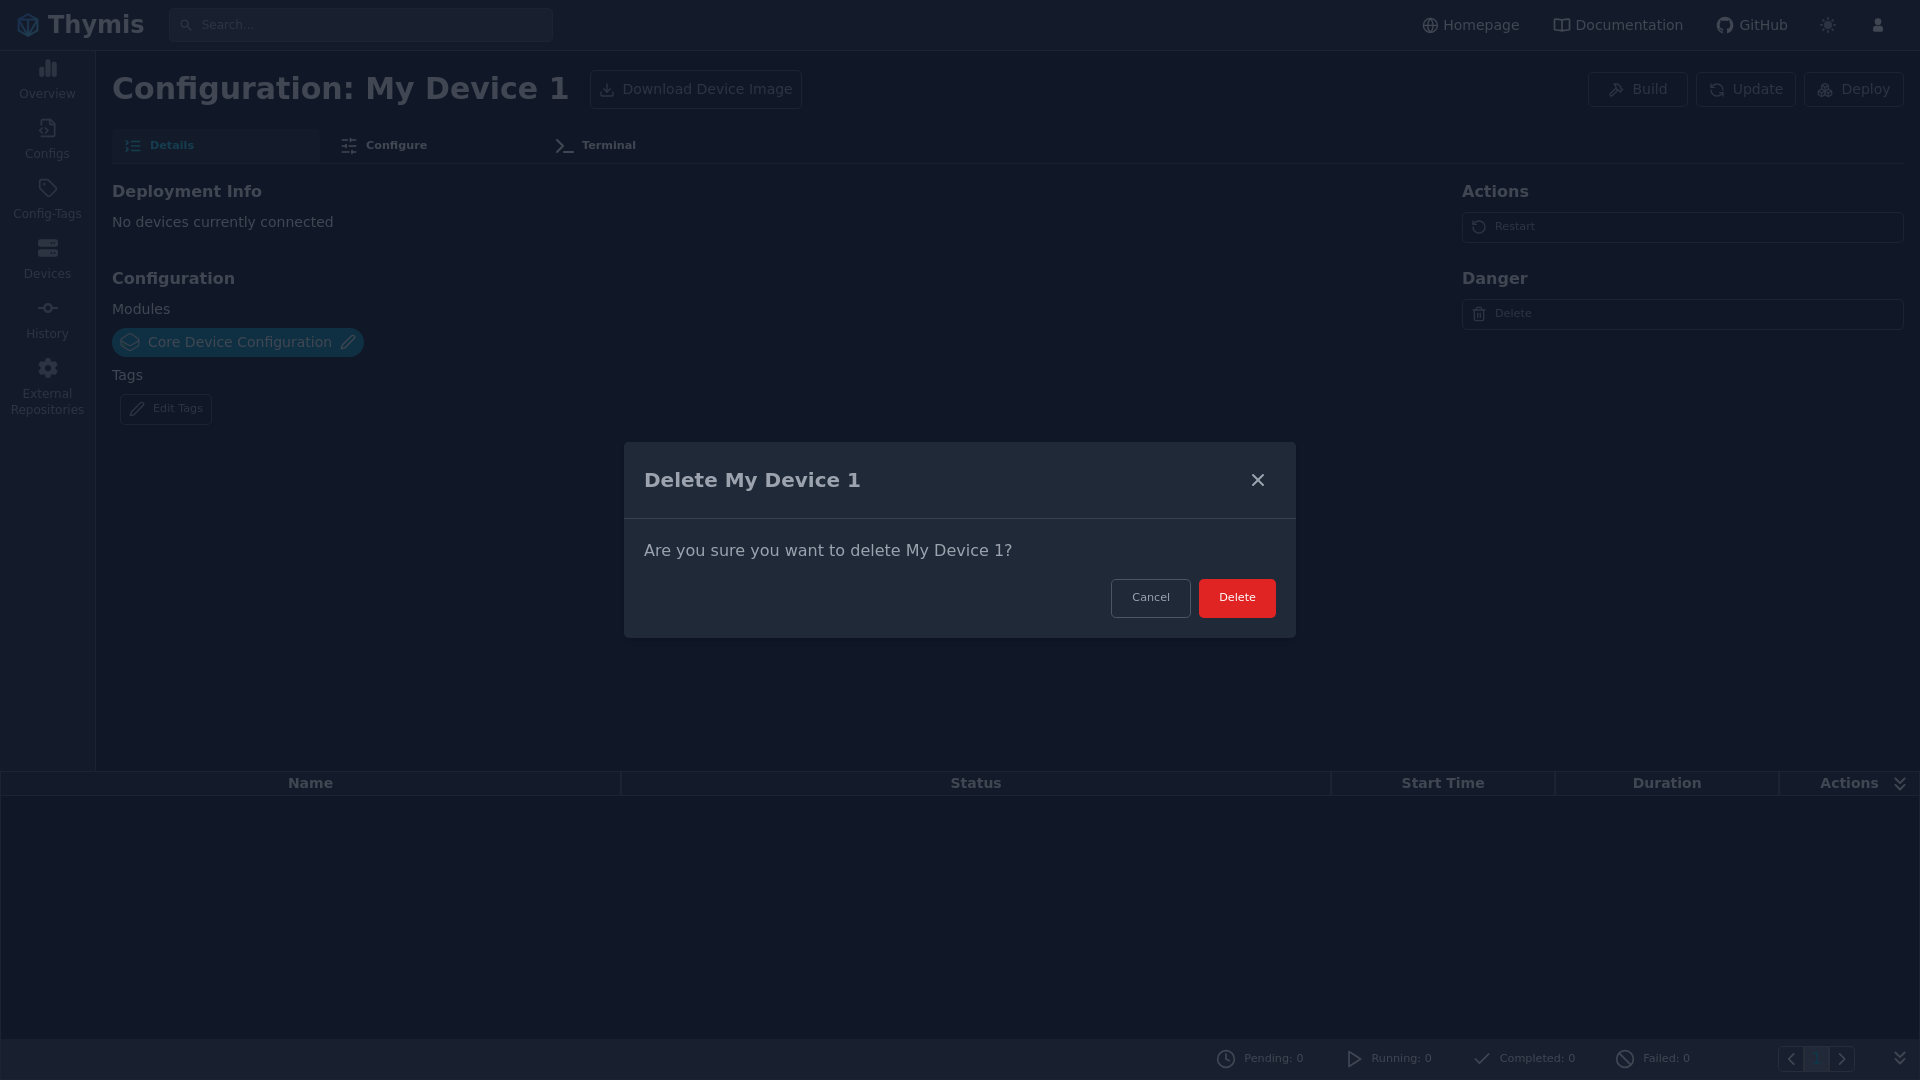 Thymis
Search...
Homepage
Documentation
GitHub
Overview
Configs
Config-Tags
Devices
History
External
Repositories
Configuration: My Device 1
Download Device Image
Build
Update
Deploy
Details
Configure
Terminal
Deployment Info
No devices currently connected
Configuration
Modules
Core Device Configuration
Tags
Edit Tags
Actions
Restart
Danger
Delete
Delete My Device 1
Are you sure you want to delete My Device 1?
Cancel
Delete
Name
Status
Start Time
Duration
Actions
Pending: 0
Running: 0
Completed: 0
Failed: 0